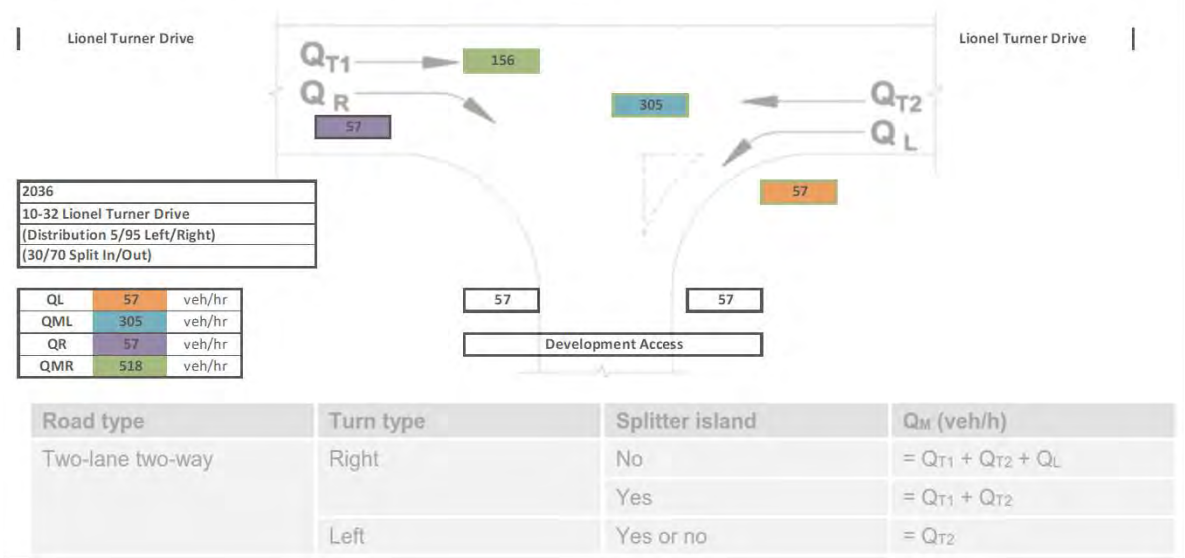 Lionel Turner Drive
Lionel Turner Drive
QT1
156
QR
57
305
QT2
QL
57
2036
10-32 Lionel Turner Drive
(Distribution 5/95 Left/Right)
(30/70 Split In/Out)
QL 57 veh/hr
QML 305 veh/hr
QR 57 veh/hr
QMR 518 veh/hr
57
57
Development Access
Road type Turn type Splitter island QM (veh/h)
Two-lane two-way Right No = QT1 + QT2 + QL
Yes = QT1 + QT2
Left Yes or no = QT2